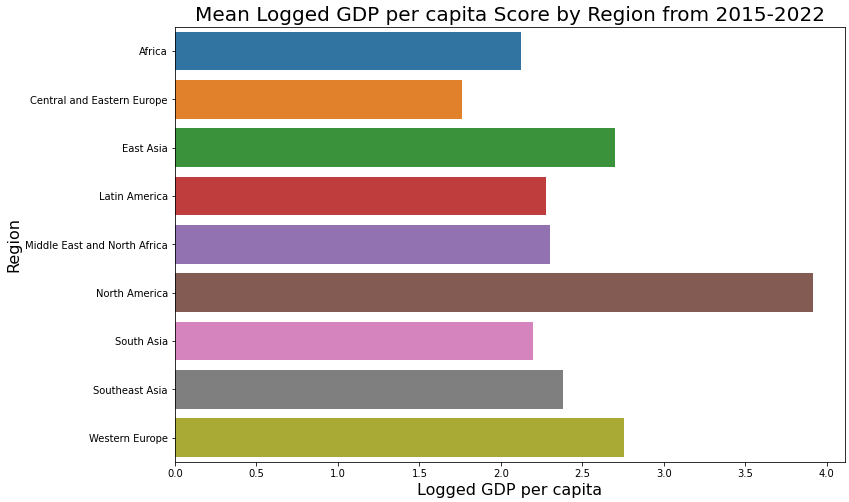 Mean Logged GDP per capita Score by Region from 2015-2022
Africa
Central and Eastern Europe
East Asia
Latin America
Middle East and North Africa
North America
South Asia
Southeast Asia
Western Europe
Region
0.0 0.5 1.0 1.5 2.0 2.5 3.0 3.5 4.0
Logged GDP per capita